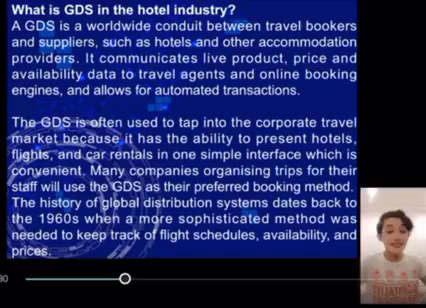 What is GDS in the hotel industry?
A GDS is a worldwide conduit between travel bookers
and suppliers, such as hotels and other accommodation
providers. It communicates live product, price and
availability data to travel agents and online booking
engines, and allows for automated transactions.
The GDS is often used to tap into the corporate travel
market because it has the ability to present hotels,
flights, and car rentals in one simple interface which is
convenient. Many companies organising trips for their
staff will use the GDS as their preferred booking method.
The history of global distribution systems dates back to
the 1960s when a more sophisticated method was
needed to keep track of flight schedules, availability, and
prices.